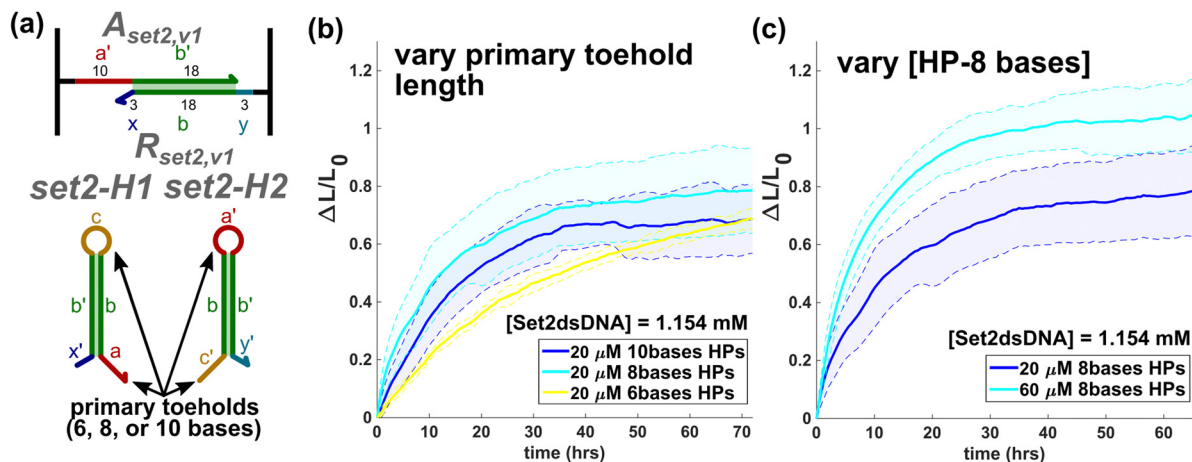 (a)
A set2,v1
a' b'
10 18
3 18 3
x b y
R set2,v1
set2-H1 set2-H2
c a'
b' b b b'
x' a c' y'
primary toeholds
(6, 8, or 10 bases)
(b)
vary primary toehold
length
ΔL/L0
1.2
1
0.8
0.6
0.4
0.2
0
0 10 20 30 40 50 60 70
time (hrs)
[Set2dsDNA] = 1.154 mM
20 μM 10bases HPs
20 μM 8bases HPs
20 μM 6bases HPs
(c)
vary [HP-8 bases]
ΔL/L0
1.2
1
0.8
0.6
0.4
0.2
0
0 10 20 30 40 50 60
time (hrs)
[Set2dsDNA] = 1.154 mM
20 μM 8bases HPs
60 μM 8bases HPs